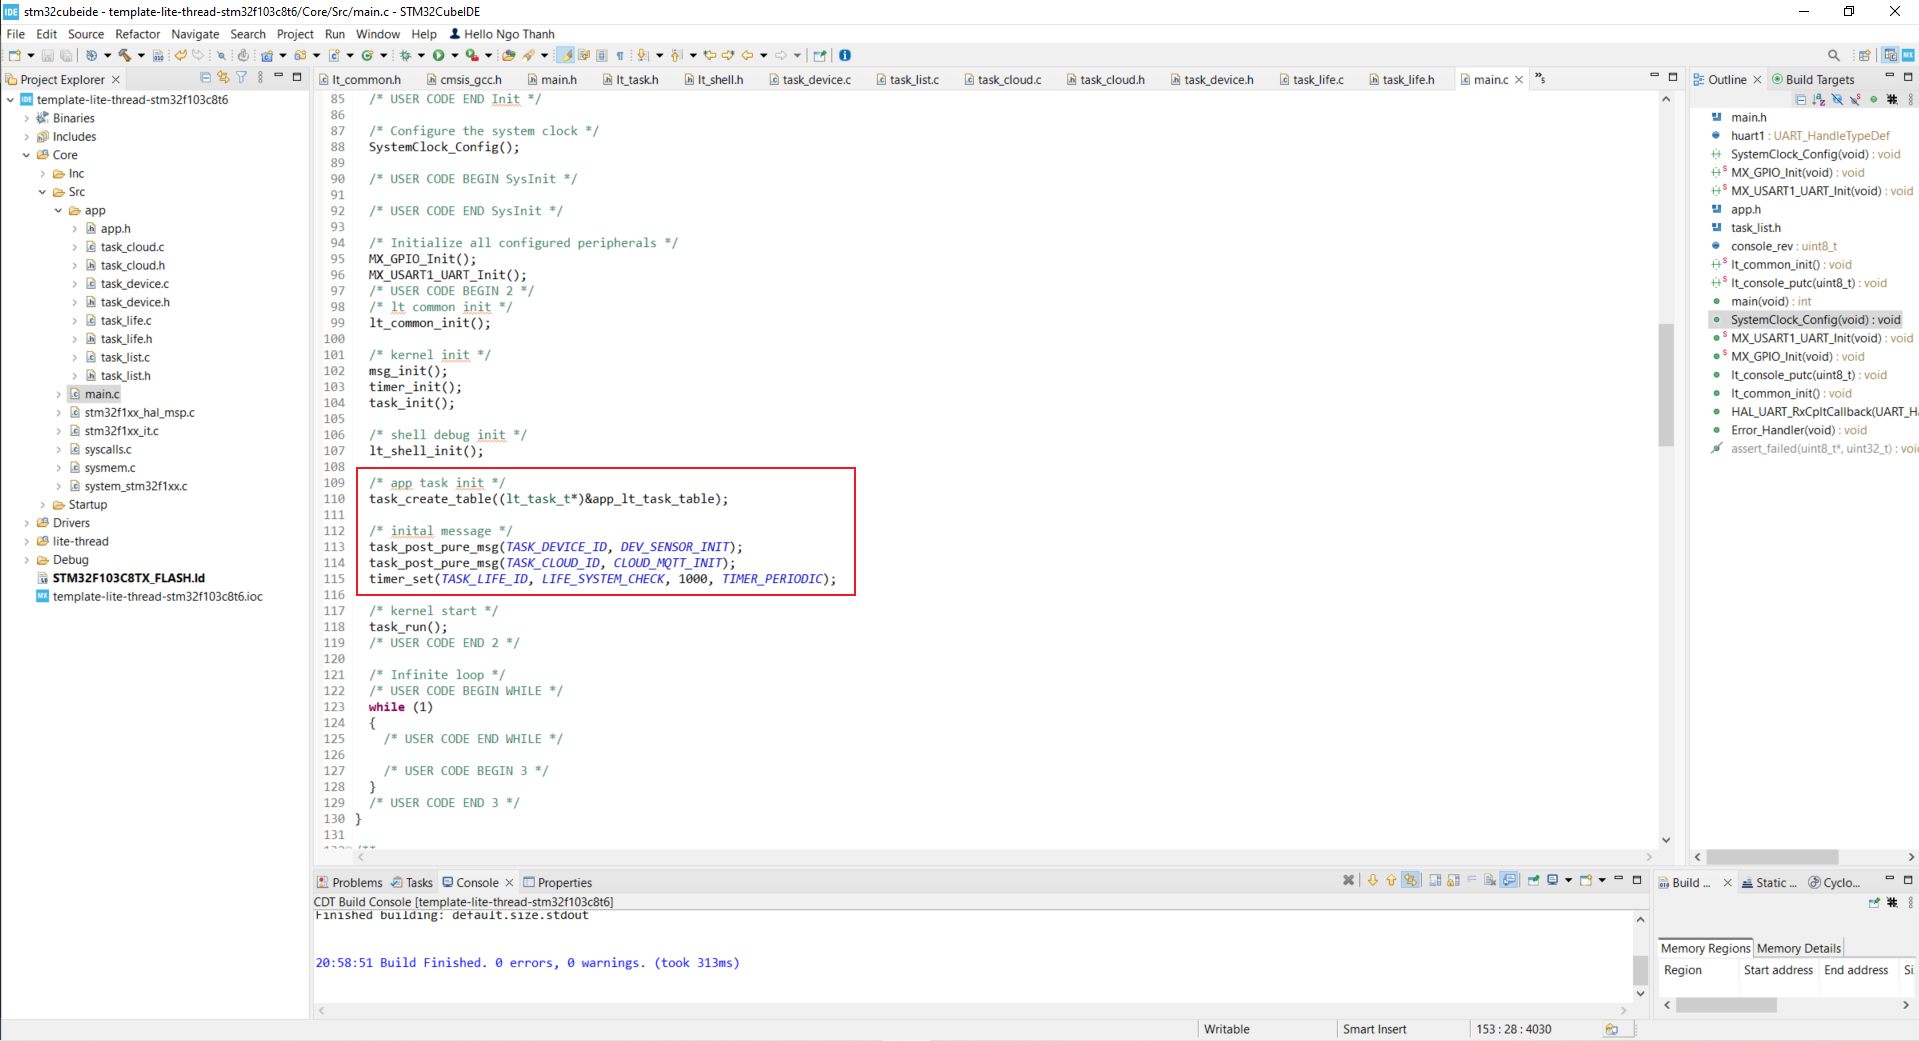 IDE stm32cubeide - template-lite-thread-stm32f103c8t6/Core/Src/main.c - STM32CubeIDE
File Edit Source Refactor Navigate Search Project Run Window Help Hello Ngo Thanh
Project Explorer
template-lite-thread-stm32f103c8t6
Binaries
Includes
Core
Inc
Src
app
app.h
task_cloud.c
task_cloud.h
task_device.c
task_device.h
task_life.c
task_life.h
task_list.c
task_list.h
main.c
stm32f1xx_hal_msp.c
stm32f1xx_it.c
syscalls.c
sysmem.c
system_stm32f1xx.c
Startup
Drivers
lite-thread
Debug
STM32F103C8TX_FLASH.ld
template-lite-thread-stm32f103c8t6.ioc
lt_common.h cmsis_gcc.h main.h lt_task.h lt_shell.h task_device.c task_list.c task_cloud.c task_cloud.h task_device.h task_life.c task_life.h main.c
85 /* USER CODE END Init */
86
87 /* Configure the system clock */
88 SystemClock_Config();
89
90 /* USER CODE BEGIN SysInit */
91
92 /* USER CODE END SysInit */
93
94 /* Initialize all configured peripherals */
95 MX_GPIO_Init();
96 MX_USART1_UART_Init();
97 /* USER CODE BEGIN 2 */
98 /* lt common init */
99 lt_common_init();
100
101 /* kernel init */
102 msg_init();
103 timer_init();
104 task_init();
105
106 /* shell debug init */
107 lt_shell_init();
108
109 /* app task init */
110 task_create_table((lt_task_t*)&app_lt_task_table);
111
112 /* inital message */
113 task_post_pure_msg(TASK_DEVICE_ID, DEV_SENSOR_INIT);
114 task_post_pure_msg(TASK_CLOUD_ID, CLOUD_MQTT_INIT);
115 timer_set(TASK_LIFE_ID, LIFE_SYSTEM_CHECK, 1000, TIMER_PERIODIC);
116
117 /* kernel start */
118 task_run();
119 /* USER CODE END 2 */
120
121 /* Infinite loop */
122 /* USER CODE BEGIN WHILE */
123 while (1)
124 {
125 /* USER CODE END WHILE */
126
127 /* USER CODE BEGIN 3 */
128 }
129 /* USER CODE END 3 */
130 }
131
Outline Build Targets
main.h
huart1 : UART_HandleTypeDef
SystemClock_Config(void) : void
MX_GPIO_Init(void) : void
MX_USART1_UART_Init(void) : void
app.h
task_list.h
console_rev : uint8_t
lt_common_init() : void
lt_console_putc(uint8_t) : void
main(void) : int
SystemClock_Config(void) : void
MX_USART1_UART_Init(void) : void
MX_GPIO_Init(void) : void
lt_console_putc(uint8_t) : void
lt_common_init() : void
HAL_UART_RxCpltCallback(UART_H
Error_Handler(void) : void
assert_failed(uint8_t*, uint32_t) : voi
Problems Tasks Console Properties
CDT Build Console [template-lite-thread-stm32f103c8t6]
Finished building: default.size.stdout
20:58:51 Build Finished. 0 errors, 0 warnings. (took 313ms)
Build ... Static ... Cyclo...
Memory Regions Memory Details
Region Start address End address Si
Writable Smart Insert 153 : 28 : 4030